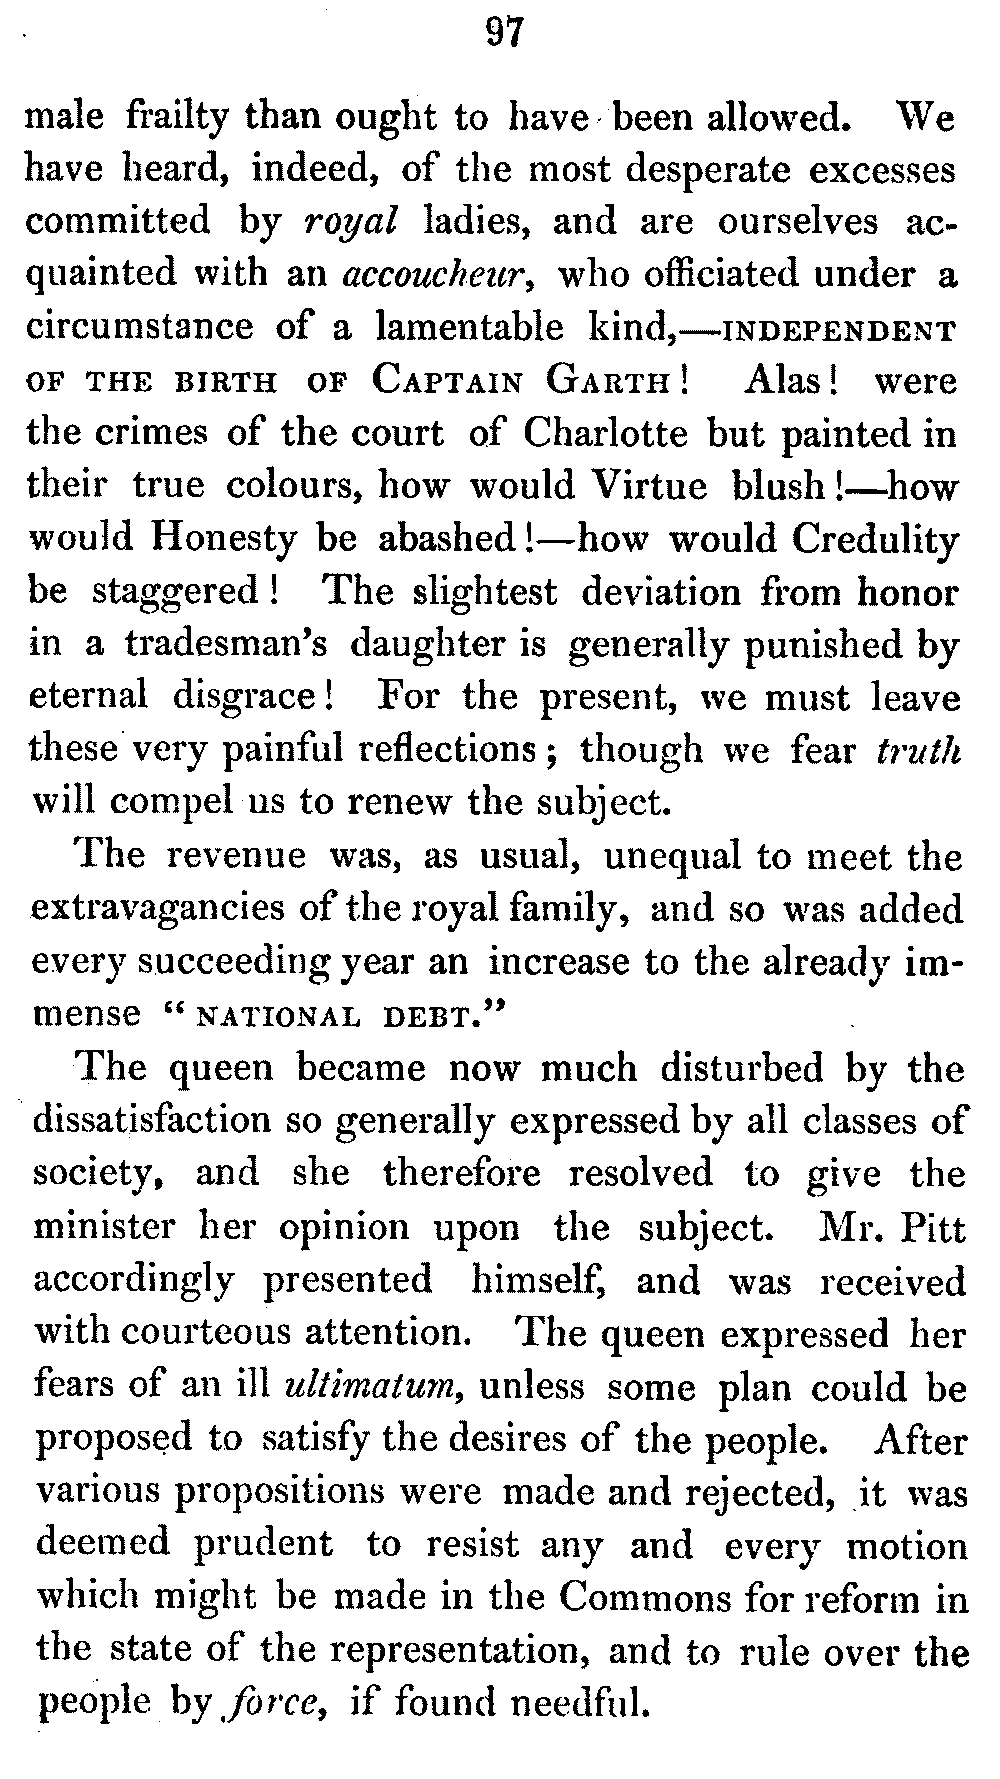 97
male frailty than ought to have been allowed. We
have heard, indeed, of the most desperate excesses
committed by royal ladies, and are ourselves ac-
quainted with an accoucheur, who officiated under a
circumstance of a lamentable kind,—INDEPENDENT
OF THE BIRTH OF CAPTAIN GARTH! Alas! were
the crimes of the court of Charlotte but painted in
their true colours, how would Virtue blush!—how
would Honesty be abashed!—how would Credulity
be staggered! The slightest deviation from honor
in a tradesman's daughter is generally punished by
eternal disgrace! For the present, we must leave
these very painful reflections; though we fear truth
will compel us to renew the subject.
The revenue was, as usual, unequal to meet the
extravagancies of the royal family, and so was added
every succeeding year an increase to the already im-
mense "NATIONAL DEBT."
The queen became now much disturbed by the
dissatisfaction so generally expressed by all classes of
society, and she therefore resolved to give the
minister her opinion upon the subject. Mr. Pitt
accordingly presented himself, and was received
with courteous attention. The queen expressed her
fears of an ill ultimatum, unless some plan could be
proposed to satisfy the desires of the people. After
various propositions were made and rejected, it was
deemed prudent to resist any and every motion
which might be made in the Commons for reform in
the state of the representation, and to rule over the
people by force, if found needful.